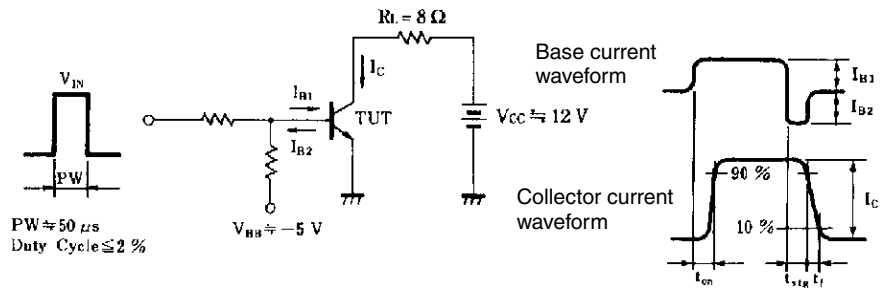 V_IN
PW
PW≒50 μs
Duty Cycle≦2 %
I_B1
I_B2
V_BB≒−5 V
R_L=8 Ω
I_C
TUT
V_CC≒12 V
Base current
waveform
I_B1
I_B2
Collector current
waveform
90 %
10 %
I_C
t_on
t_stg
t_f